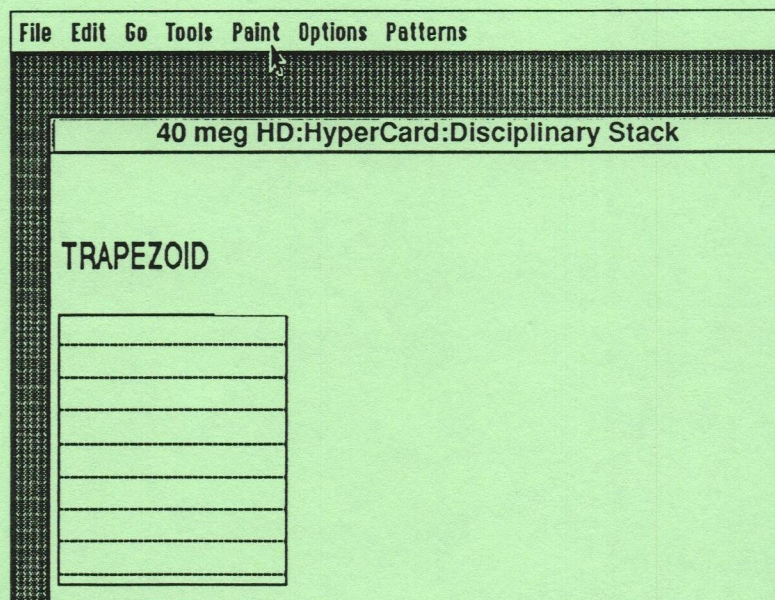 File Edit Go Tools Paint Options Patterns
40 meg HD:HyperCard:Disciplinary Stack
TRAPEZOID